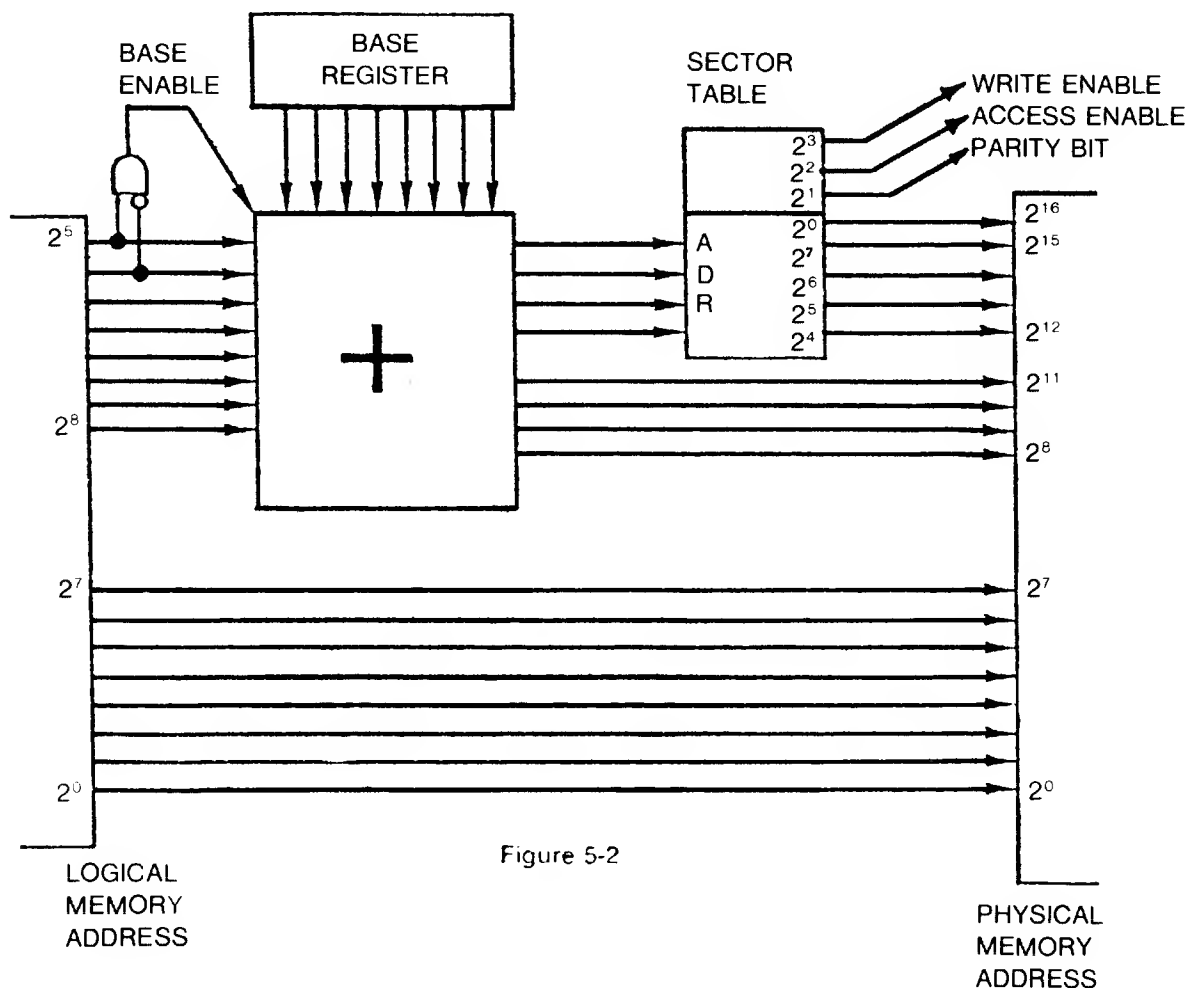 BASE
ENABLE
BASE
REGISTER
SECTOR
TABLE
WRITE ENABLE
ACCESS ENABLE
PARITY BIT
2³
2²
2¹
2⁰
2⁷
2⁶
2⁵
2⁴
A
D
R
+
2⁵
2⁸
2⁷
2⁰
2¹⁶
2¹⁵
2¹²
2¹¹
2⁸
2⁷
2⁰
Figure 5-2
LOGICAL
MEMORY
ADDRESS
PHYSICAL
MEMORY
ADDRESS